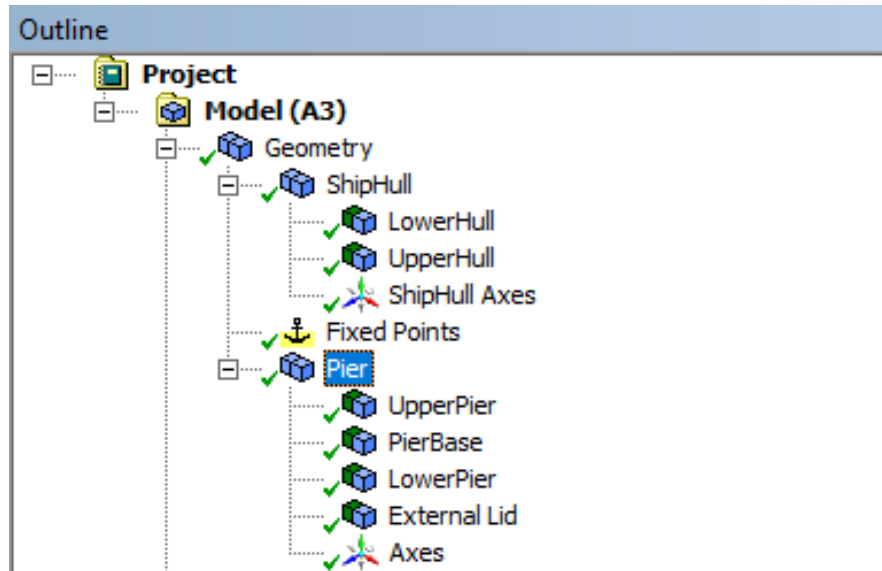 Outline
Project
Model (A3)
Geometry
ShipHull
LowerHull
UpperHull
ShipHull Axes
Fixed Points
Pier
UpperPier
PierBase
LowerPier
External Lid
Axes